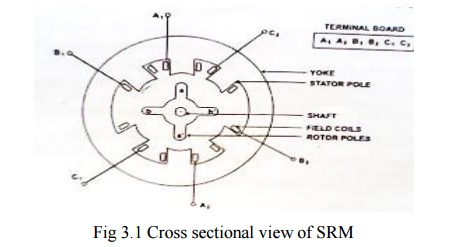 A₁
C₂
TERMINAL BOARD
A₁ A₂ B₁ B₂ C₁ C₂
B₁
YOKE
STATOR POLE
a
b
b
SHAFT
FIELD COILS
a
ROTOR POLES
B₂
C₁
A₂
Fig 3.1 Cross sectional view of SRM